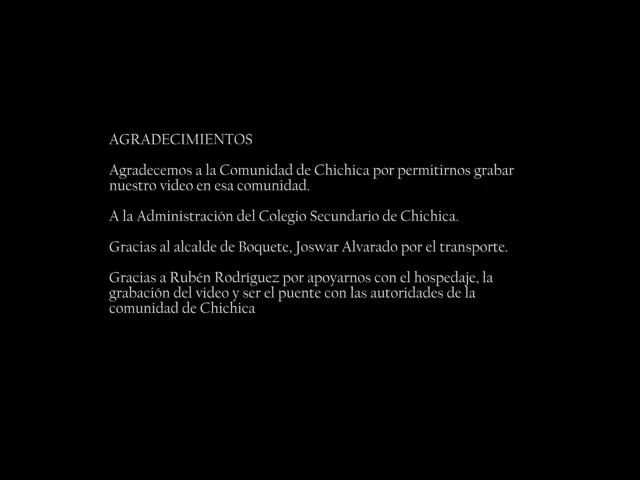 AGRADECIMIENTOS
Agradecemos a la Comunidad de Chichica por permitirnos grabar
nuestro video en esa comunidad.
A la Administración del Colegio Secundario de Chichica.
Gracias al alcalde de Boquete, Joswar Alvarado por el transporte.
Gracias a Rubén Rodríguez por apoyarnos con el hospedaje, la
grabación del video y ser el puente con las autoridades de la
comunidad de Chichica